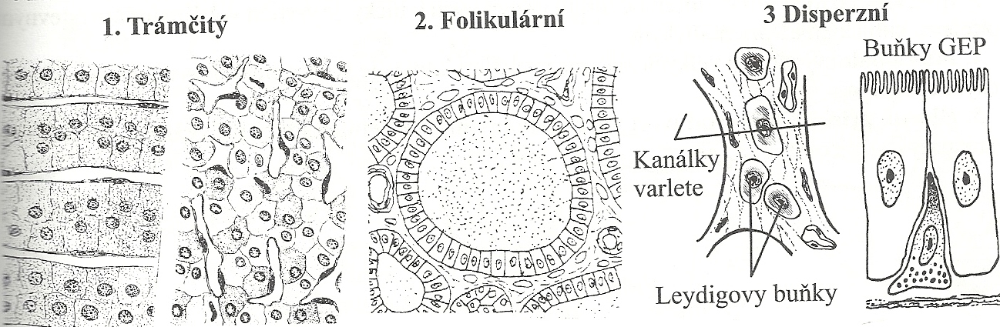 1. Trámčitý
2. Folikulární
3 Disperzní
Buňky GEP
Kanálky
varlete
Leydigovy buňky